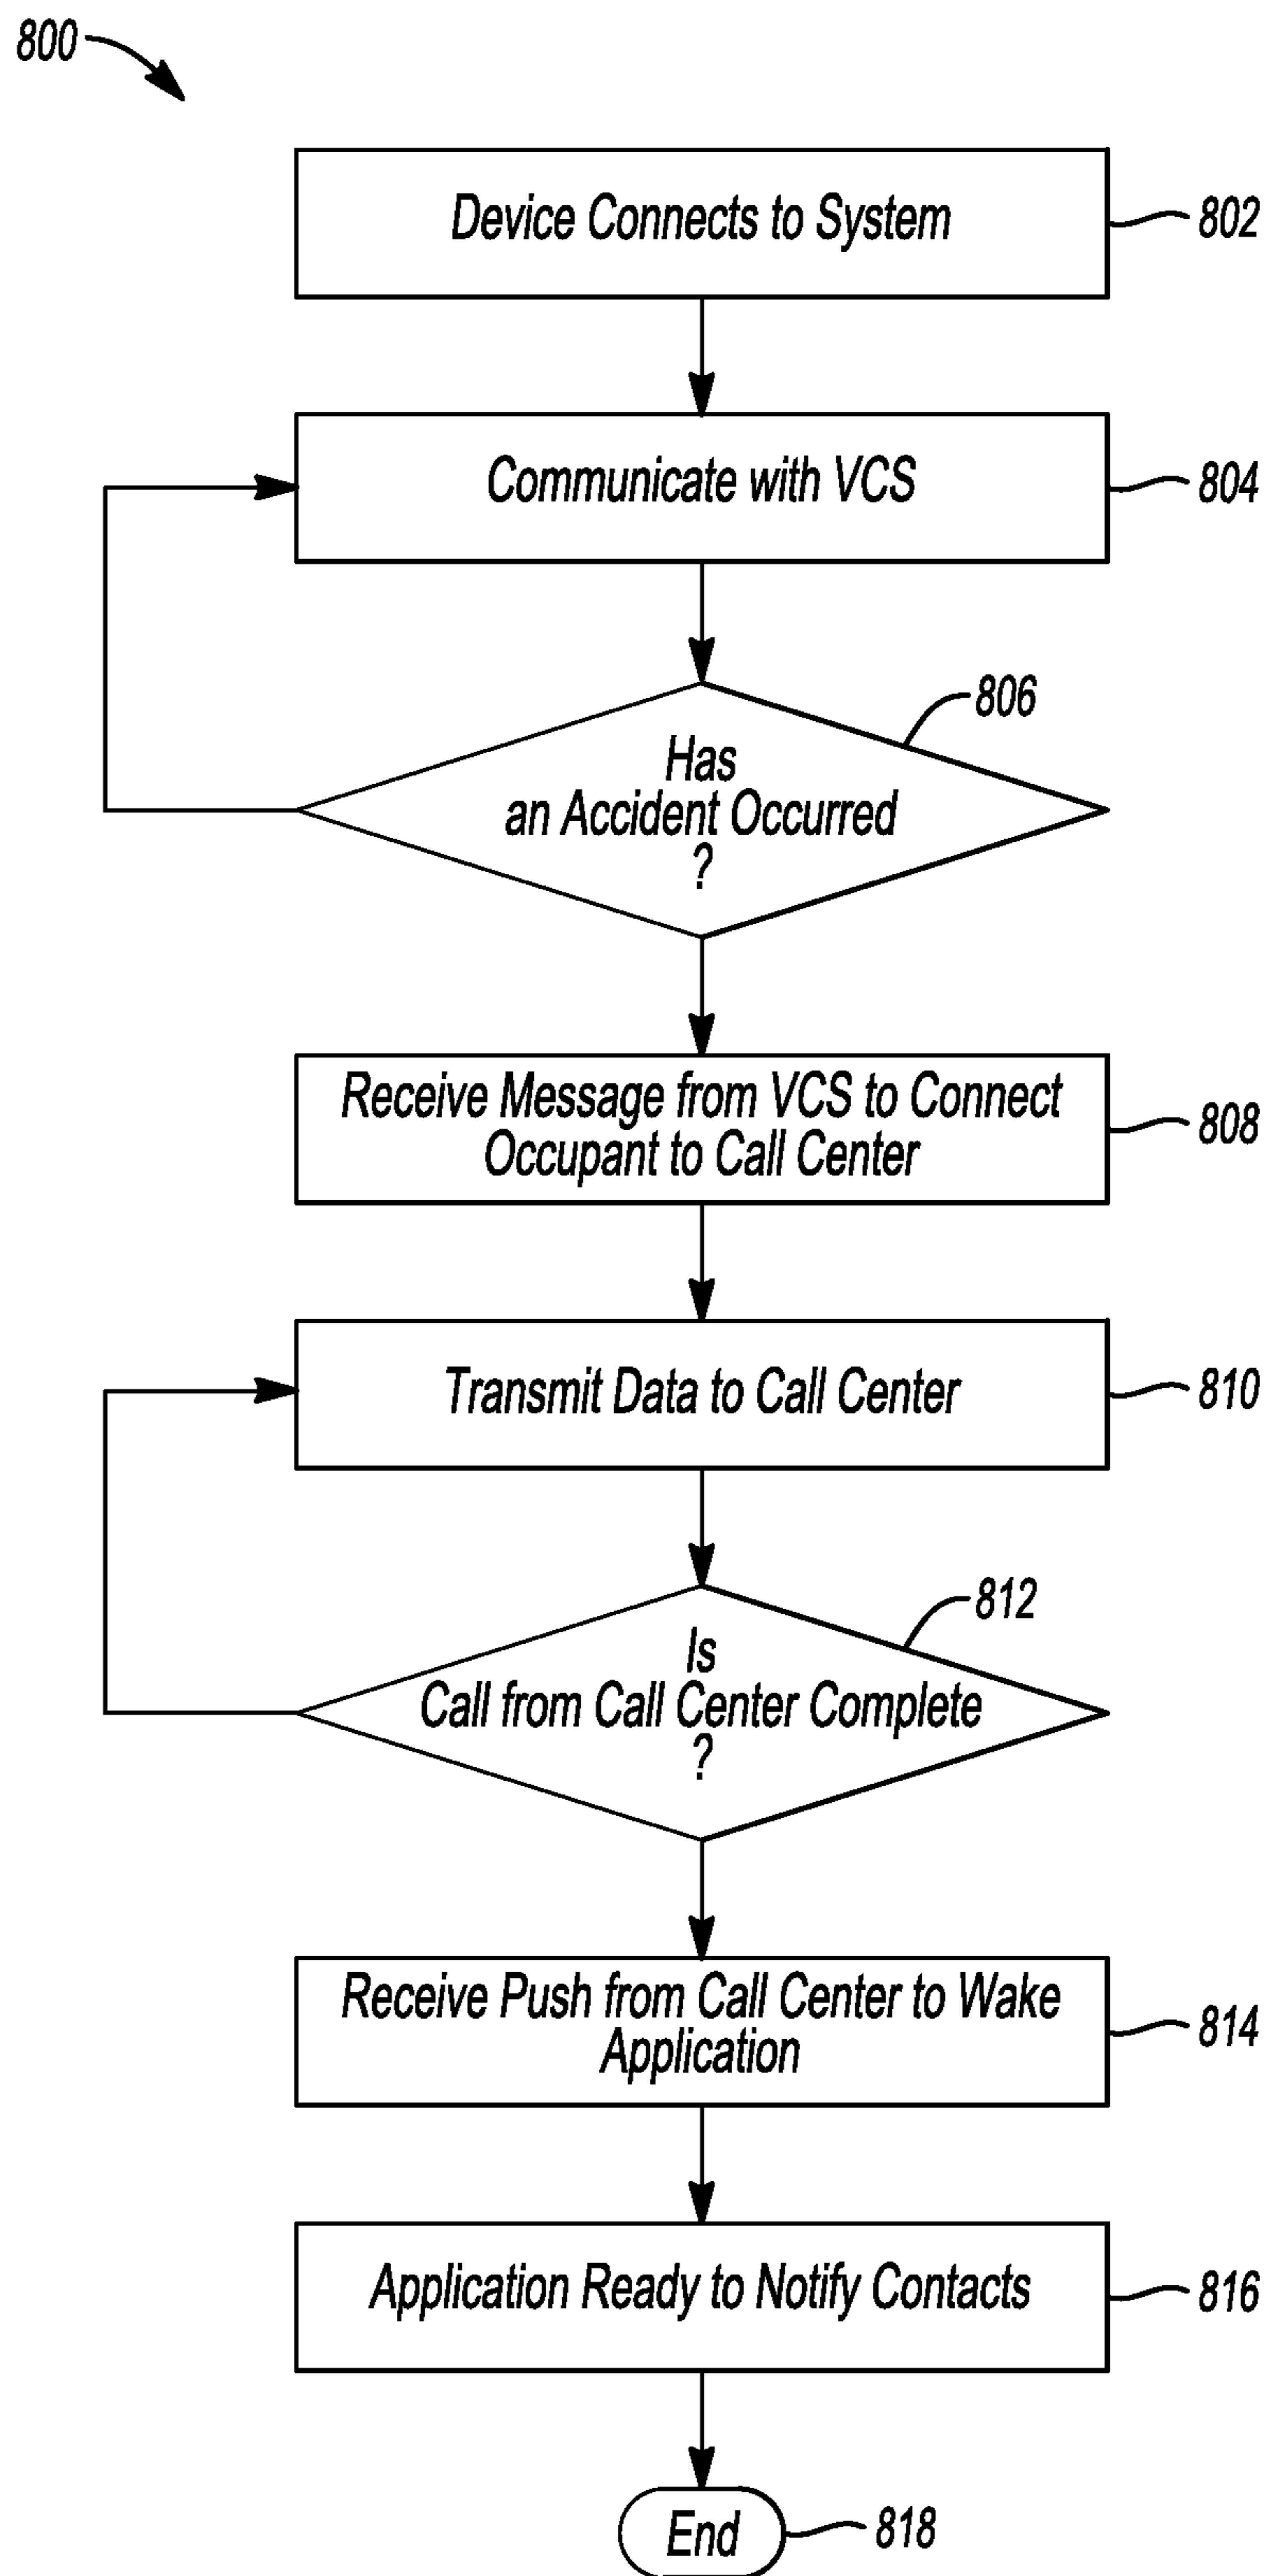 800
Device Connects to System
802
Communicate with VCS
804
806
Has
an Accident Occurred
?
Receive Message from VCS to Connect
Occupant to Call Center
808
Transmit Data to Call Center
810
812
Is
Call from Call Center Complete
?
Receive Push from Call Center to Wake
Application
814
Application Ready to Notify Contacts
816
End
818